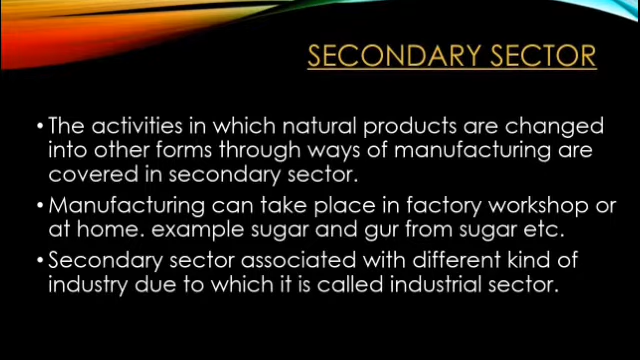 SECONDARY SECTOR
• The activities in which natural products are changed
into other forms through ways of manufacturing are
covered in secondary sector.
• Manufacturing can take place in factory workshop or
at home. example sugar and gur from sugar etc.
• Secondary sector associated with different kind of
industry due to which it is called industrial sector.